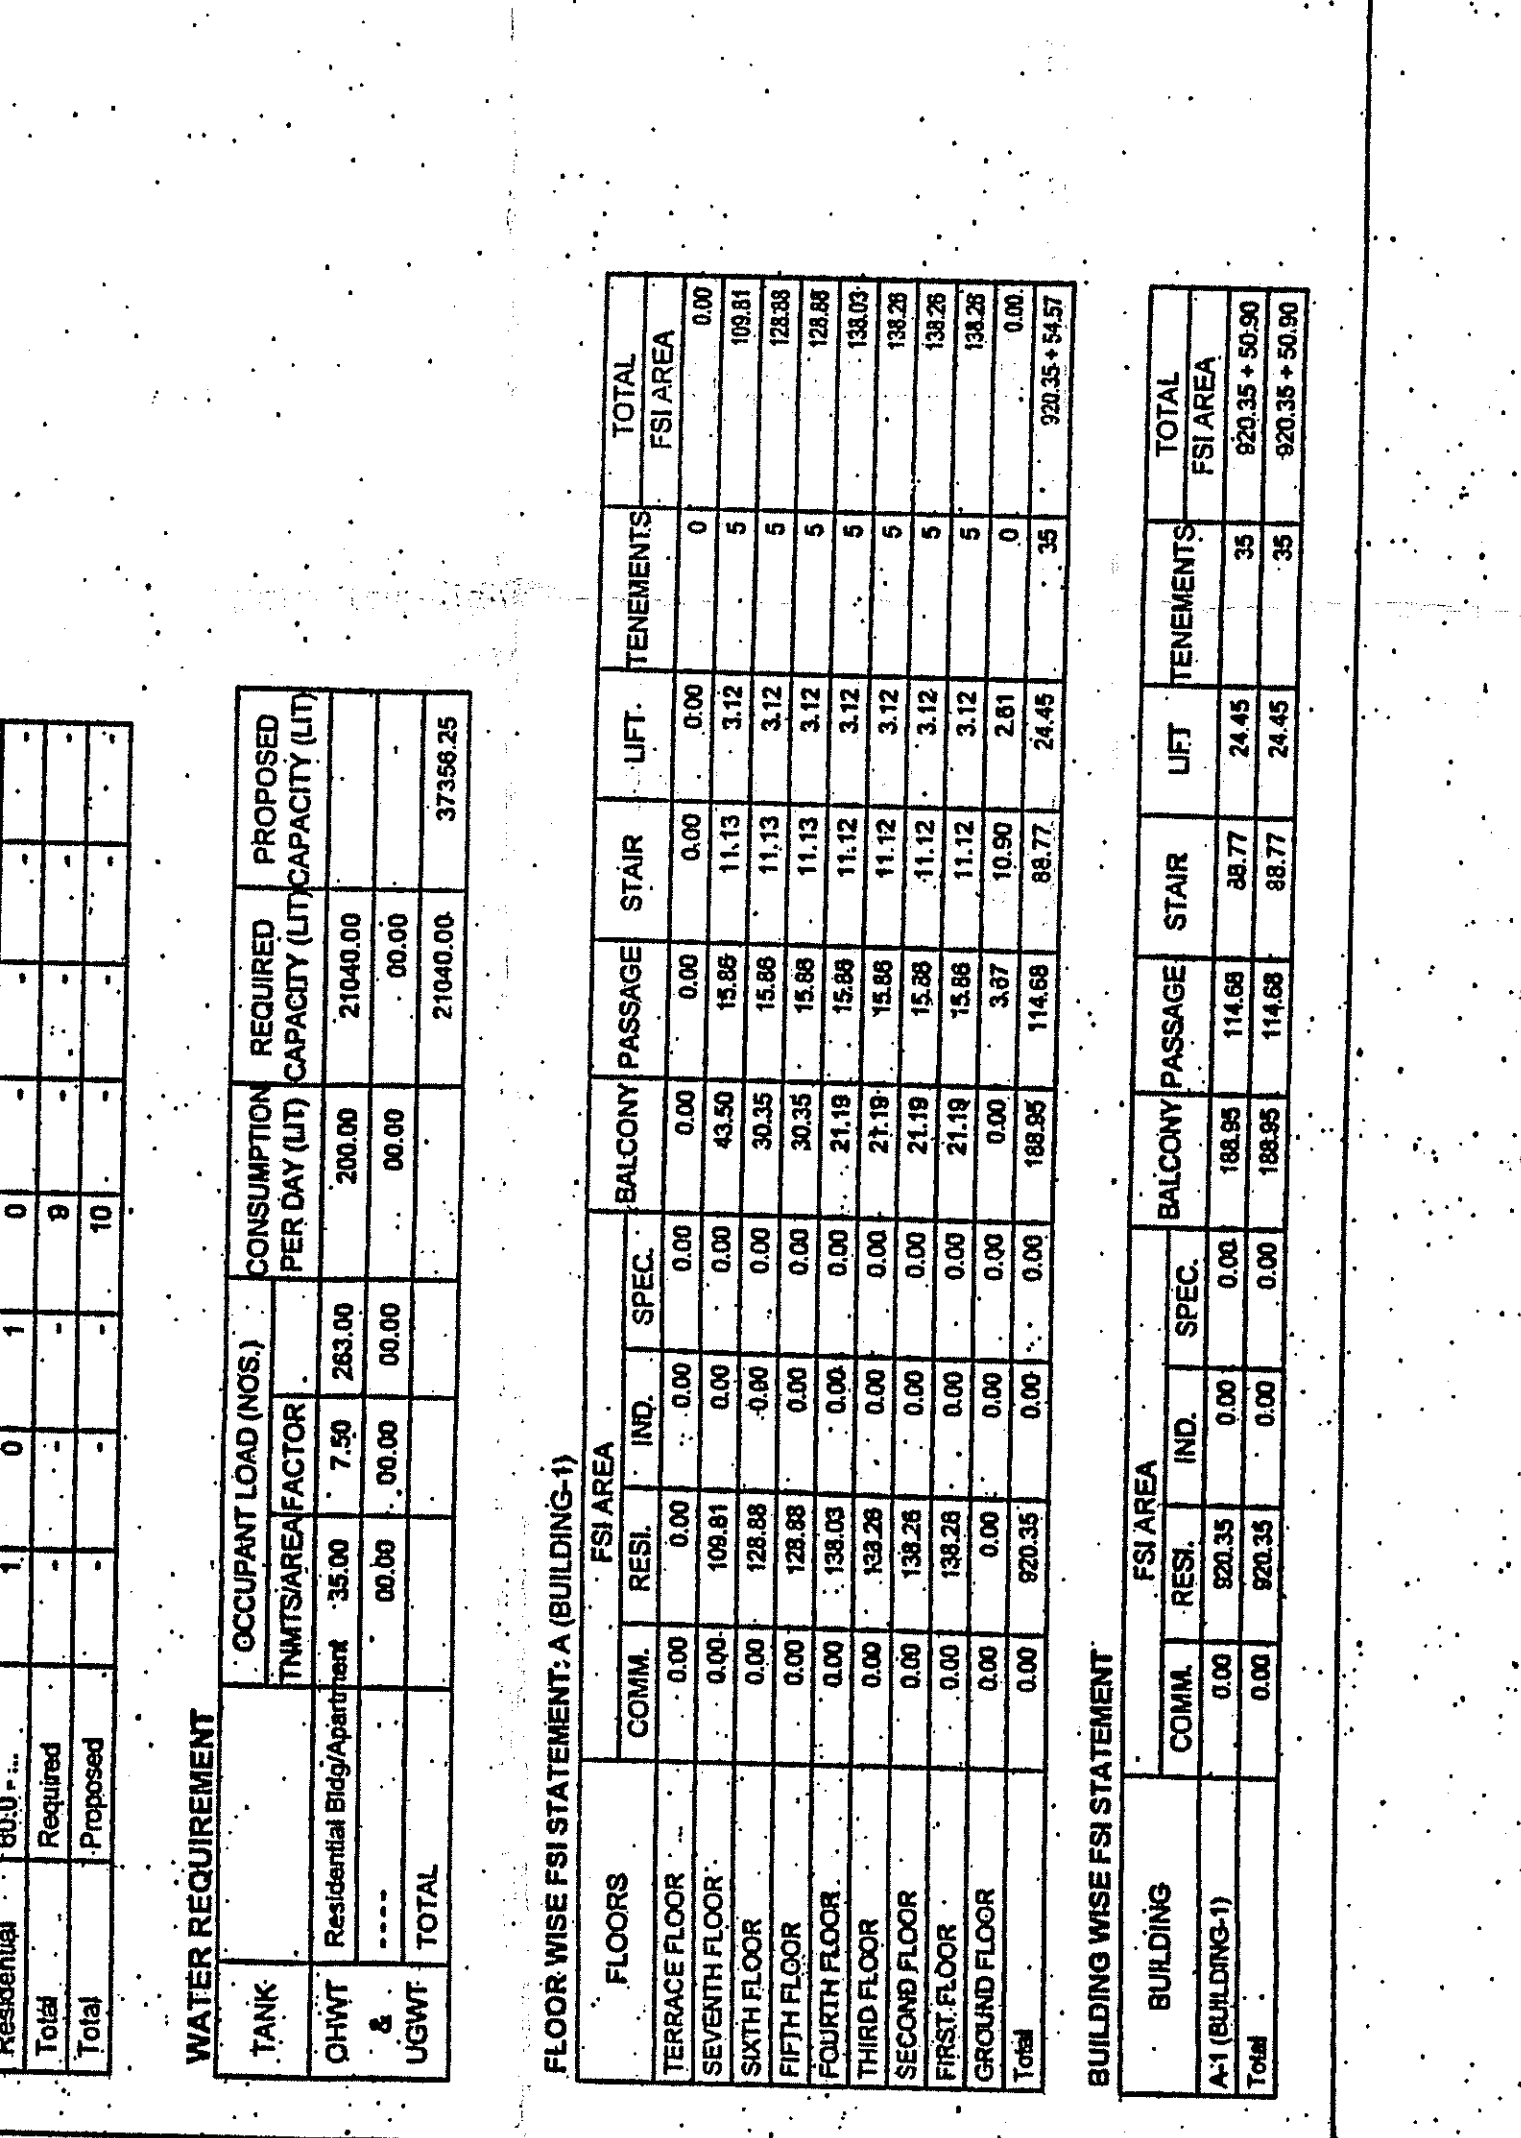 Residential 60.0 - ... 1 0 1 0 - - - -
Total Required - - - 9 - - - -
Total Proposed - - - 10 - - - -
WATER REQUIREMENT
TANK OCCUPANT LOAD (NOS.) CONSUMPTION REQUIRED PROPOSED
TNMTS/AREA FACTOR PER DAY (LIT) CAPACITY (LIT) CAPACITY (LIT)
OHWT Residential Bldg/Apartment 35.00 7.50 263.00 200.00 21040.00
& ---- 00.00 00.00 00.00 00.00 00.00 -
UGWT TOTAL 21040.00 37356.25
FLOOR WISE FSI STATEMENT: A (BUILDING-1)
FLOORS FSI AREA BALCONY PASSAGE STAIR LIFT TENEMENTS TOTAL
COMM. RESI. IND. SPEC. FSI AREA
TERRACE FLOOR 0.00 0.00 0.00 0.00 0.00 0.00 0.00 0.00 0 0.00
SEVENTH FLOOR 0.00 109.81 0.00 0.00 43.50 15.86 11.13 3.12 5 109.81
SIXTH FLOOR 0.00 128.88 0.00 0.00 30.35 15.86 11.13 3.12 5 128.88
FIFTH FLOOR 0.00 128.88 0.00 0.00 30.35 15.86 11.13 3.12 5 128.88
FOURTH FLOOR 0.00 138.03 0.00 0.00 21.19 15.86 11.12 3.12 5 138.03
THIRD FLOOR 0.00 138.26 0.00 0.00 21.19 15.86 11.12 3.12 5 138.26
SECOND FLOOR 0.00 138.26 0.00 0.00 21.19 15.86 11.12 3.12 5 138.26
FIRST FLOOR 0.00 138.26 0.00 0.00 21.19 15.86 11.12 3.12 5 138.26
GROUND FLOOR 0.00 0.00 0.00 0.00 0.00 3.67 10.90 2.61 0 0.00
Total 0.00 920.35 0.00 0.00 188.95 114.68 88.77 24.45 35 920.35 + 54.57
BUILDING WISE FSI STATEMENT
BUILDING FSI AREA BALCONY PASSAGE STAIR LIFT TENEMENTS TOTAL
COMM. RESI. IND. SPEC. FSI AREA
A-1 (BUILDING-1) 0.00 920.35 0.00 0.00 188.95 114.68 88.77 24.45 35 920.35 + 50.90
Total 0.00 920.35 0.00 0.00 188.95 114.68 88.77 24.45 35 920.35 + 50.90